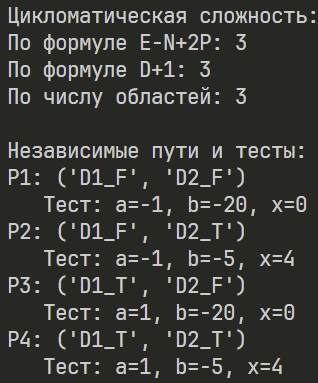 Цикломатическая сложность:
По формуле E-N+2P: 3
По формуле D+1: 3
По числу областей: 3

Независимые пути и тесты:
P1: ('D1_F', 'D2_F')
Тест: a=-1, b=-20, x=0
P2: ('D1_F', 'D2_T')
Тест: a=-1, b=-5, x=4
P3: ('D1_T', 'D2_F')
Тест: a=1, b=-20, x=0
P4: ('D1_T', 'D2_T')
Тест: a=1, b=-5, x=4